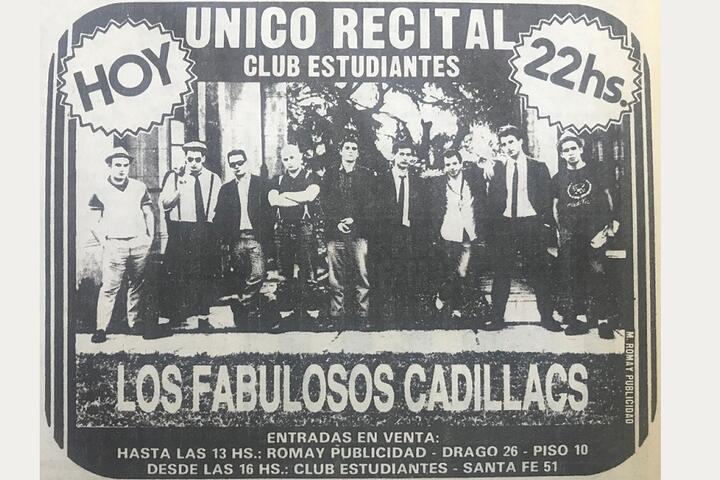 HOY
UNICO RECITAL
CLUB ESTUDIANTES
22hs.
M. ROMAY PUBLICIDAD
LOS FABULOSOS CADILLACS
ENTRADAS EN VENTA:
HASTA LAS 13 HS.: ROMAY PUBLICIDAD - DRAGO 26 - PISO 10
DESDE LAS 16 HS.: CLUB ESTUDIANTES - SANTA FE 51